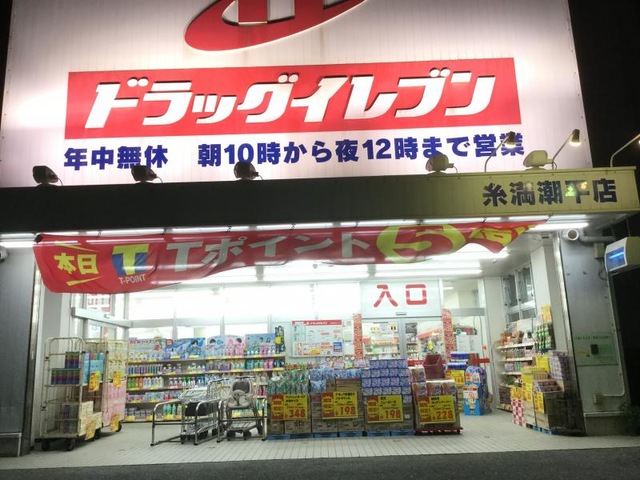 ドラッグイレブン
年中無休 朝10時から夜12時まで営業
糸満潮平店
本日 T Tポイント 5倍
T-POINT
入口
348
198
198